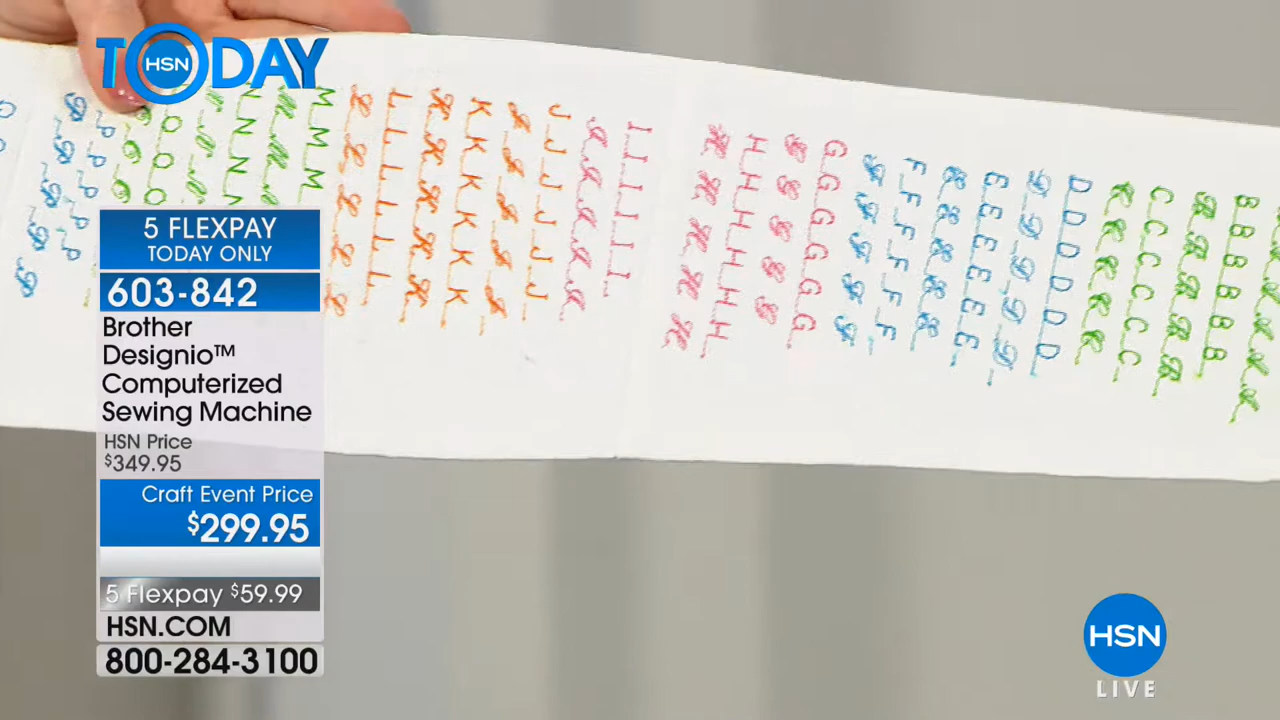 TODAY
HSN
5 FLEXPAY
TODAY ONLY
603-842
Brother
Designio™
Computerized
Sewing Machine
HSN Price
$349.95
Craft Event Price
$299.95
5 Flexpay $59.99
HSN.COM
800-284-3100
O O O
N N N N
M M M
L L L L L L
K K K K K K
J J J J J J
I I I I I
H H H H H H
G G G G G G
F F F F F F
E E E E E E
D D D D D D
C C C C C C
B B B B B B
HSN
LIVE